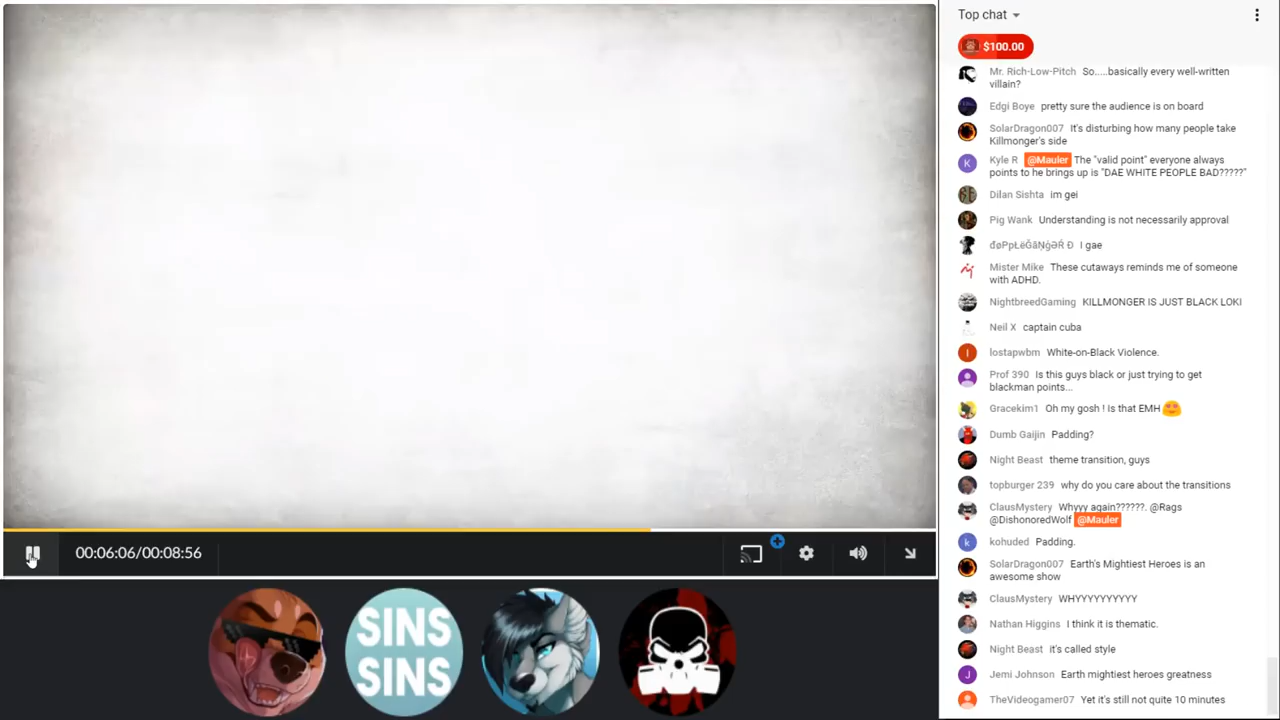 Top chat
$100.00
Mr. Rich-Low-Pitch So.....basically every well-written
villain?
Edgi Boye pretty sure the audience is on board
SolarDragon007 It's disturbing how many people take
Killmonger's side
K
Kyle R @Mauler The "valid point" everyone always
points to he brings up is "DAE WHITE PEOPLE BAD?????"
Dilan Sishta im gei
Pig Wank Understanding is not necessarily approval
I gae
Mister Mike These cutaways reminds me of someone
with ADHD.
NightbreedGaming KILLMONGER IS JUST BLACK LOKI
Neil X captain cuba
I
lostapwbm White-on-Black Violence.
Prof 390 Is this guys black or just trying to get
blackman points...
Gracekim1 Oh my gosh ! Is that EMH
Dumb Gaijin Padding?
Night Beast theme transition, guys
topburger 239 why do you care about the transitions
ClausMystery Whyyy again??????. @Rags
@DishonoredWolf @Mauler
k
kohuded Padding.
SolarDragon007 Earth's Mightiest Heroes is an
awesome show
ClausMystery WHYYYYYYYYYY
Nathan Higgins I think it is thematic.
Night Beast it's called style
J
Jemi Johnson Earth mightiest heroes greatness
TheVideogamer07 Yet it's still not quite 10 minutes
00:06:06/00:08:56
SINS
SINS